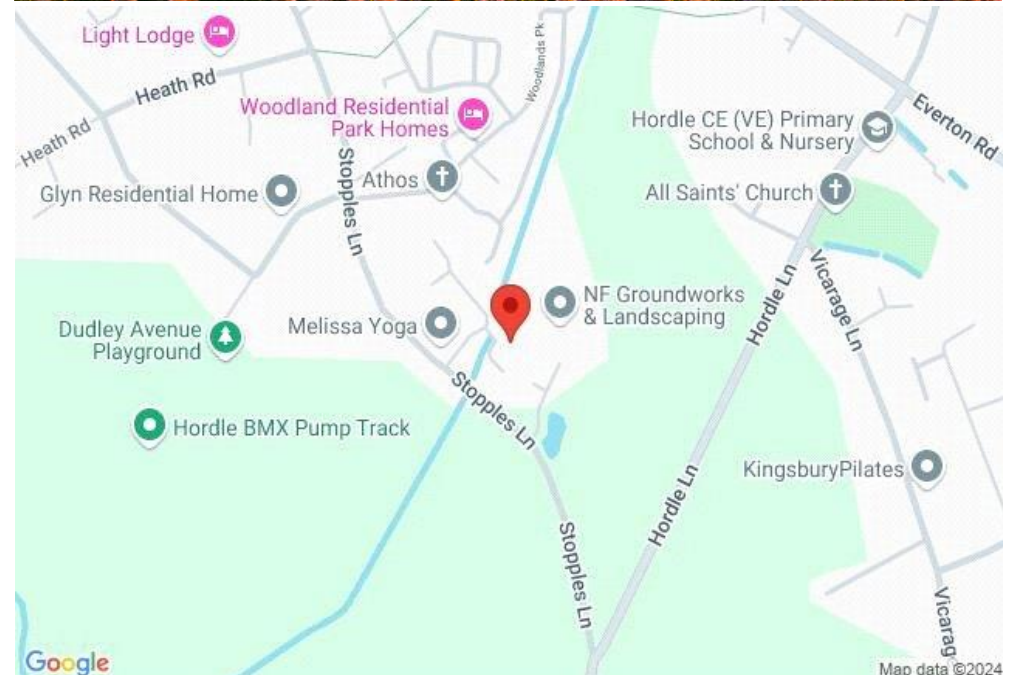 Light Lodge
Heath Rd
Heath Rd
Woodland Residential
Park Homes
Woodlands Pk
Hordle CE (VE) Primary
School & Nursery
Everton Rd
Stopples Ln
Athos
Glyn Residential Home
All Saints' Church
Vicarage Ln
Hordle Ln
NF Groundworks
& Landscaping
Melissa Yoga
Dudley Avenue
Playground
Stopples Ln
Hordle BMX Pump Track
KingsburyPilates
Hordle Ln
Stopples Ln
Vicarag
Google
Map data ©2024